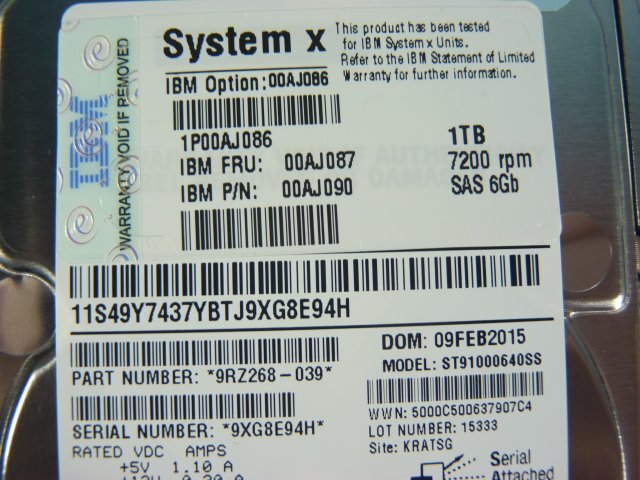 System x
This product has been tested
for IBM System x Units.
Refer to the IBM Statement of Limited
Warranty for further information.
IBM Option:00AJ086
1P00AJ086
1TB
IBM FRU: 00AJ087
7200 rpm
IBM P/N: 00AJ090
SAS 6Gb
IBM
WARRANTY VOID IF REMOVED
11S49Y7437YBTJ9XG8E94H
DOM: 09FEB2015
MODEL: ST91000640SS
PART NUMBER: *9RZ268-039*
WWN: 5000C500637907C4
SERIAL NUMBER: *9XG8E94H*
LOT NUMBER: 15333
Site: KRATSG
RATED VDC AMPS
+5V 1.10 A
Serial
Attached